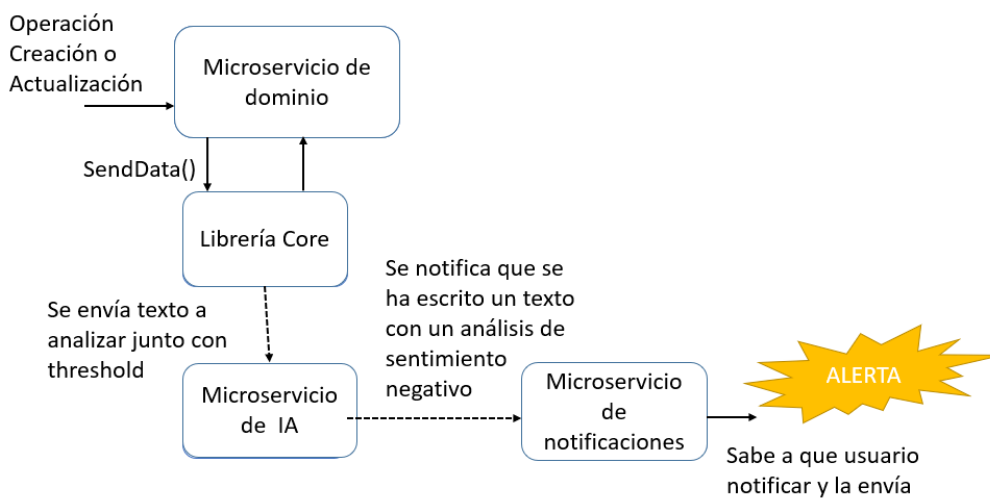 Operación
Creación o
Actualización
Microservicio de
dominio
SendData()
Librería Core
Se envía texto a
analizar junto con
threshold
Se notifica que se
ha escrito un texto
con un análisis de
sentimiento
negativo
Microservicio
de IA
Microservicio
de
notificaciones
ALERTA
Sabe a que usuario
notificar y la envía